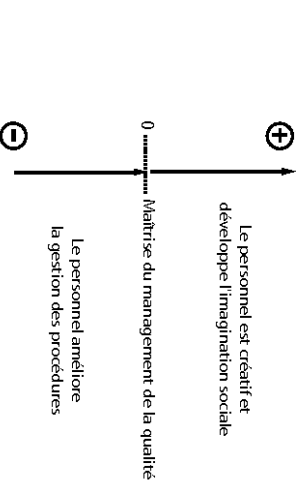 +
Le personnel est créatif et
développe l'imagination sociale
0 ........... Maîtrise du management de la qualité
Le personnel améliore
la gestion des procédures
−